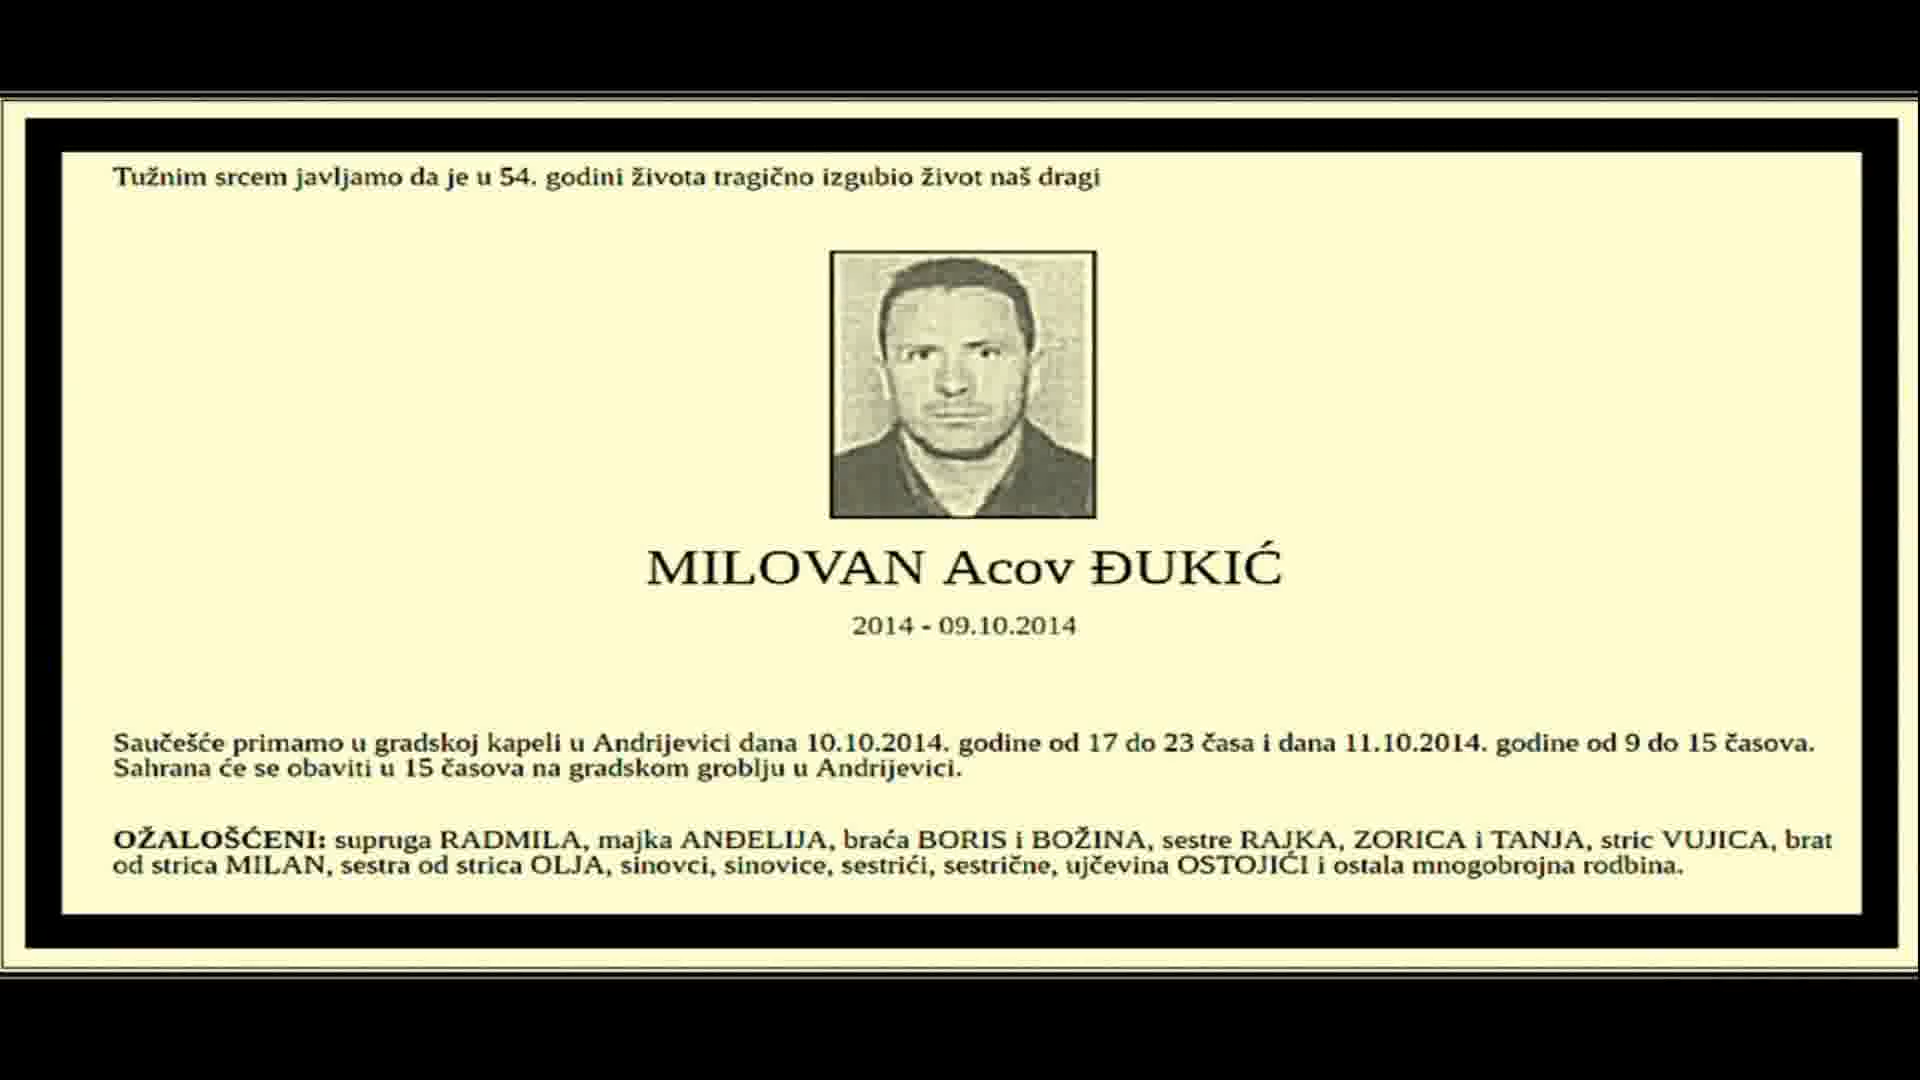 Tužnim srcem javljamo da je u 54. godini života tragično izgubio život naš dragi
MILOVAN Acov ĐUKIĆ
2014 - 09.10.2014
Saučešće primamo u gradskoj kapeli u Andrijevici dana 10.10.2014. godine od 17 do 23 časa i dana 11.10.2014. godine od 9 do 15 časova.
Sahrana će se obaviti u 15 časova na gradskom groblju u Andrijevici.
OŽALOŠĆENI: supruga RADMILA, majka ANĐELIJA, braća BORIS i BOŽINA, sestre RAJKA, ZORICA i TANJA, stric VUJICA, brat
od strica MILAN, sestra od strica OLJA, sinovci, sinovice, sestrići, sestrične, ujčevina OSTOJIĆI i ostala mnogobrojna rodbina.